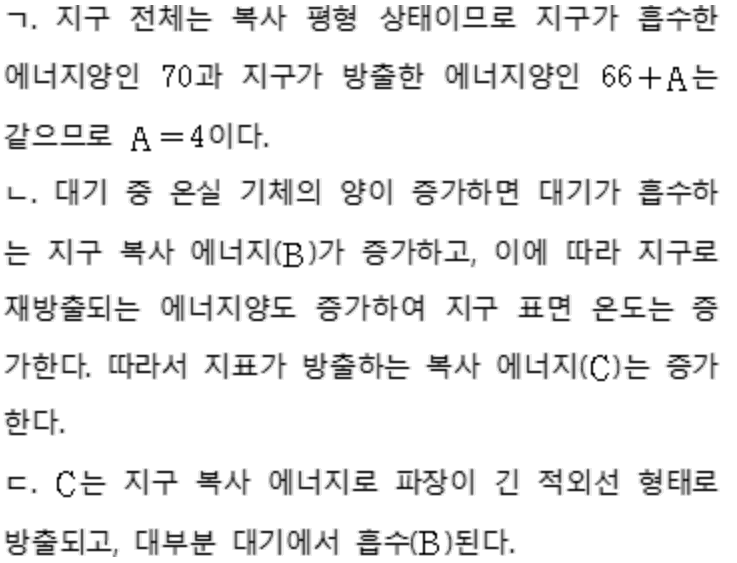 ㄱ. 지구 전체는 복사 평형 상태이므로 지구가 흡수한
에너지양인 70과 지구가 방출한 에너지양인 66+A는
같으므로 A=4이다.
ㄴ. 대기 중 온실 기체의 양이 증가하면 대기가 흡수하
는 지구 복사 에너지(B)가 증가하고, 이에 따라 지구로
재방출되는 에너지양도 증가하여 지구 표면 온도는 증
가한다. 따라서 지표가 방출하는 복사 에너지(C)는 증가
한다.
ㄷ. C는 지구 복사 에너지로 파장이 긴 적외선 형태로
방출되고, 대부분 대기에서 흡수(B)된다.